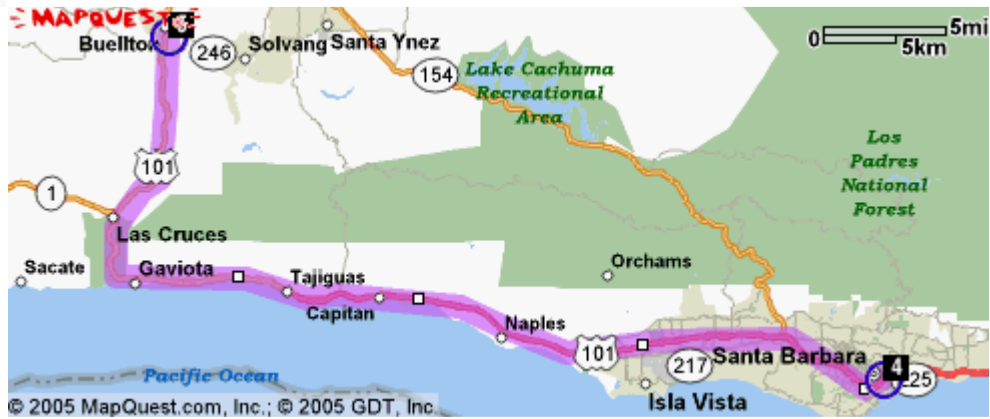 MAPQUEST
Buellton
246
Solvang
Santa Ynez
154
Lake Cachuma
Recreational
Area
0
5mi
5km
Los
Padres
National
Forest
101
1
Las Cruces
Sacate
Gaviota
Tajiguas
Capitan
Orchams
Naples
101
217
Santa Barbara
4
Isla Vista
Pacific Ocean
© 2005 MapQuest.com, Inc.; © 2005 GDT, Inc.